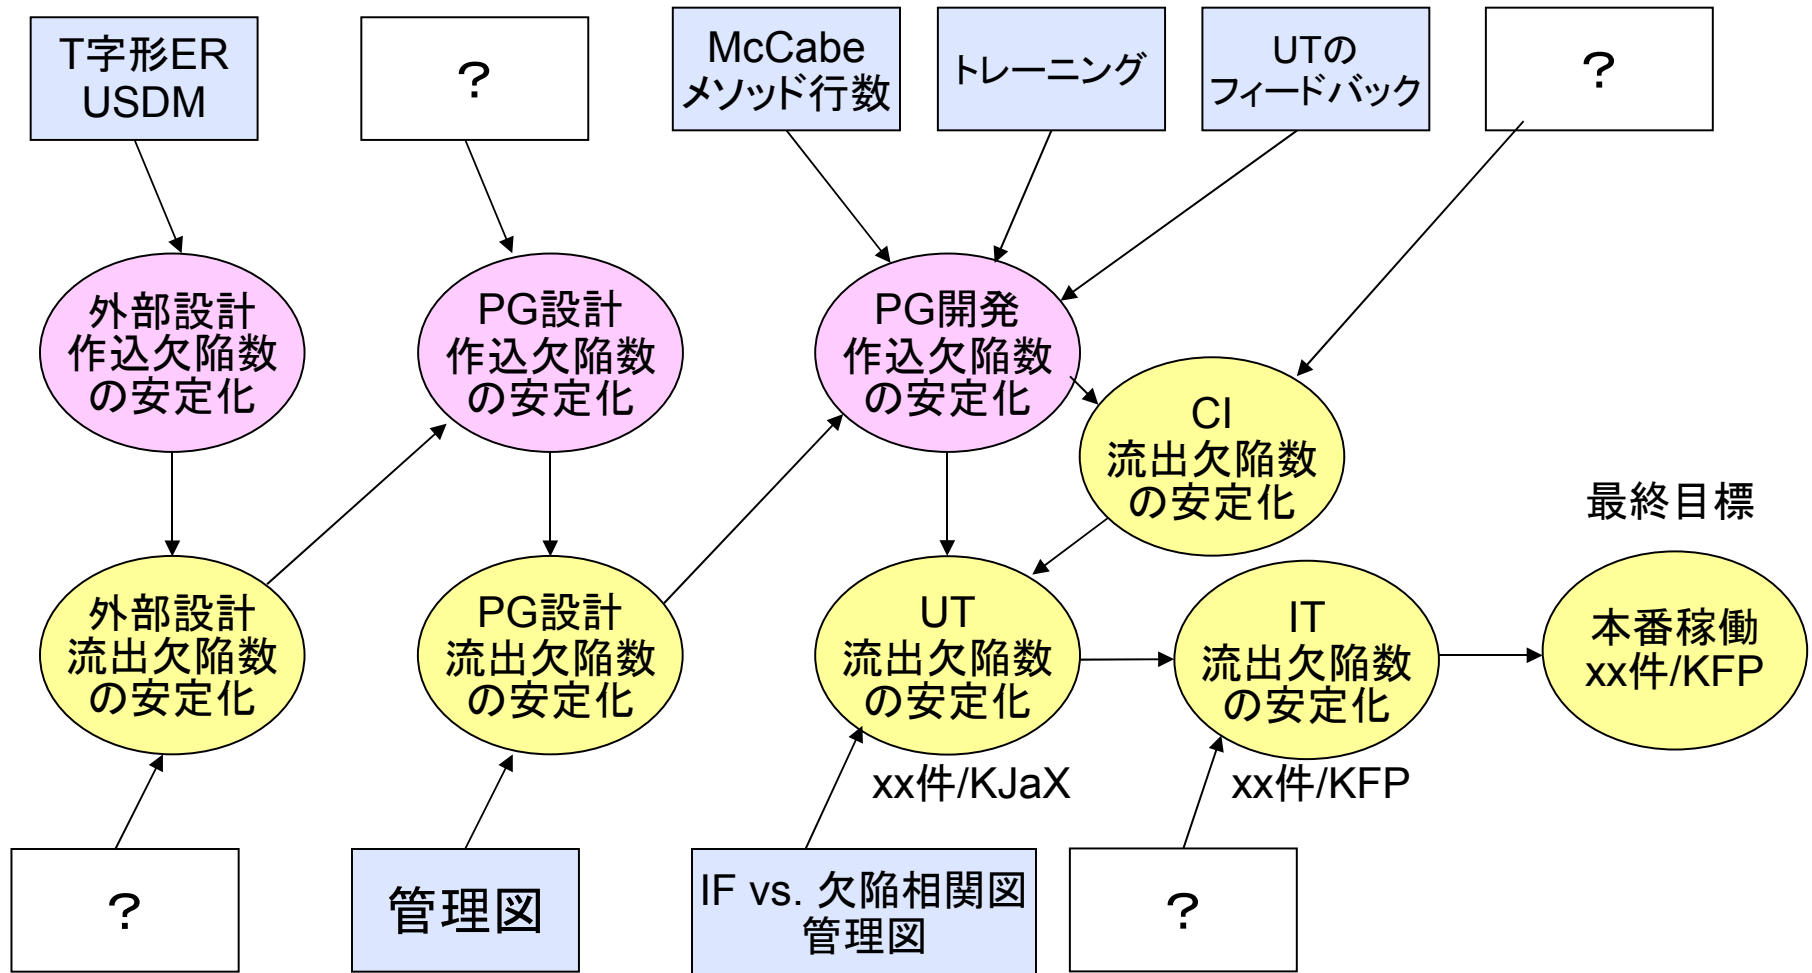 T字形ER
USDM
?
McCabe
メソッド行数
トレーニング
UTの
フィードバック
?
外部設計
作込欠陥数
の安定化
PG設計
作込欠陥数
の安定化
PG開発
作込欠陥数
の安定化
CI
流出欠陥数
の安定化
最終目標
外部設計
流出欠陥数
の安定化
PG設計
流出欠陥数
の安定化
UT
流出欠陥数
の安定化
IT
流出欠陥数
の安定化
本番稼働
xx件/KFP
xx件/KJaX
xx件/KFP
?
管理図
IF vs. 欠陥相関図
管理図
?